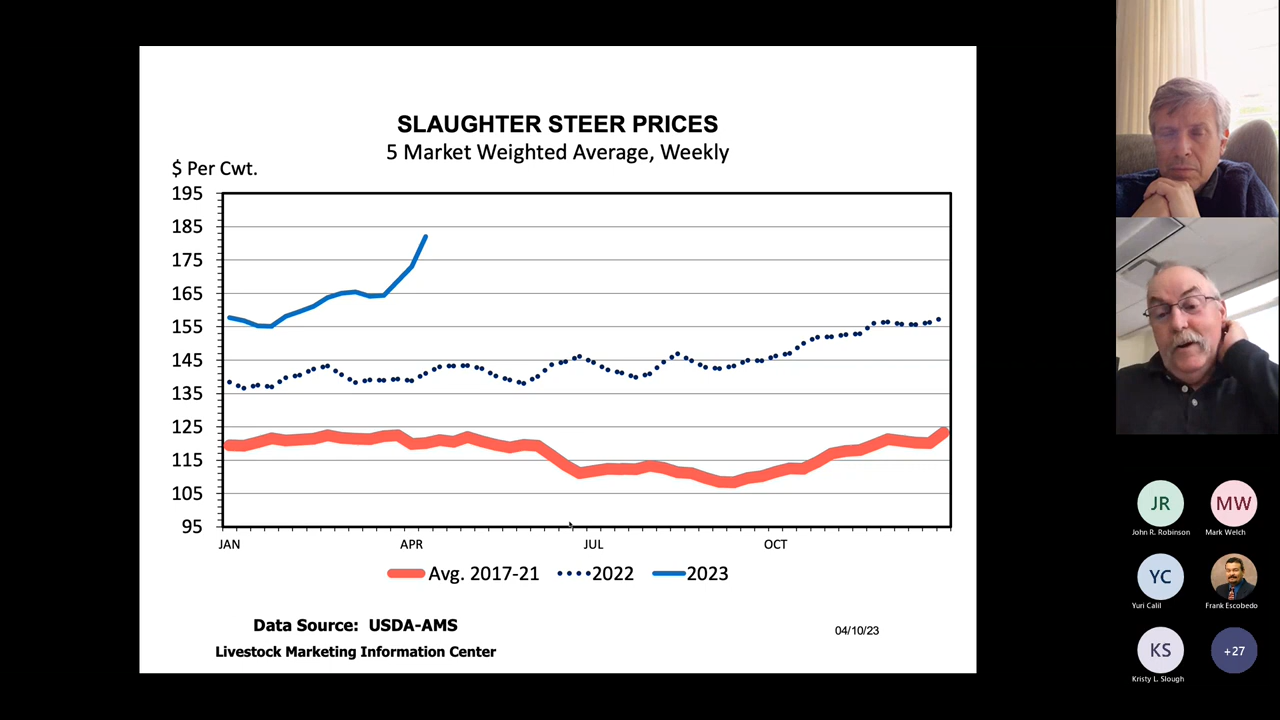 SLAUGHTER STEER PRICES
5 Market Weighted Average, Weekly
$ Per Cwt.
195
185
175
165
155
145
135
125
115
105
95
JAN
APR
JUL
OCT
Avg. 2017-21
2022
2023
Data Source: USDA-AMS
04/10/23
Livestock Marketing Information Center
JR
MW
John R. Robinson
Mark Welch
YC
Yuri Calil
Frank Escobedo
KS
+27
Kristy L. Slough